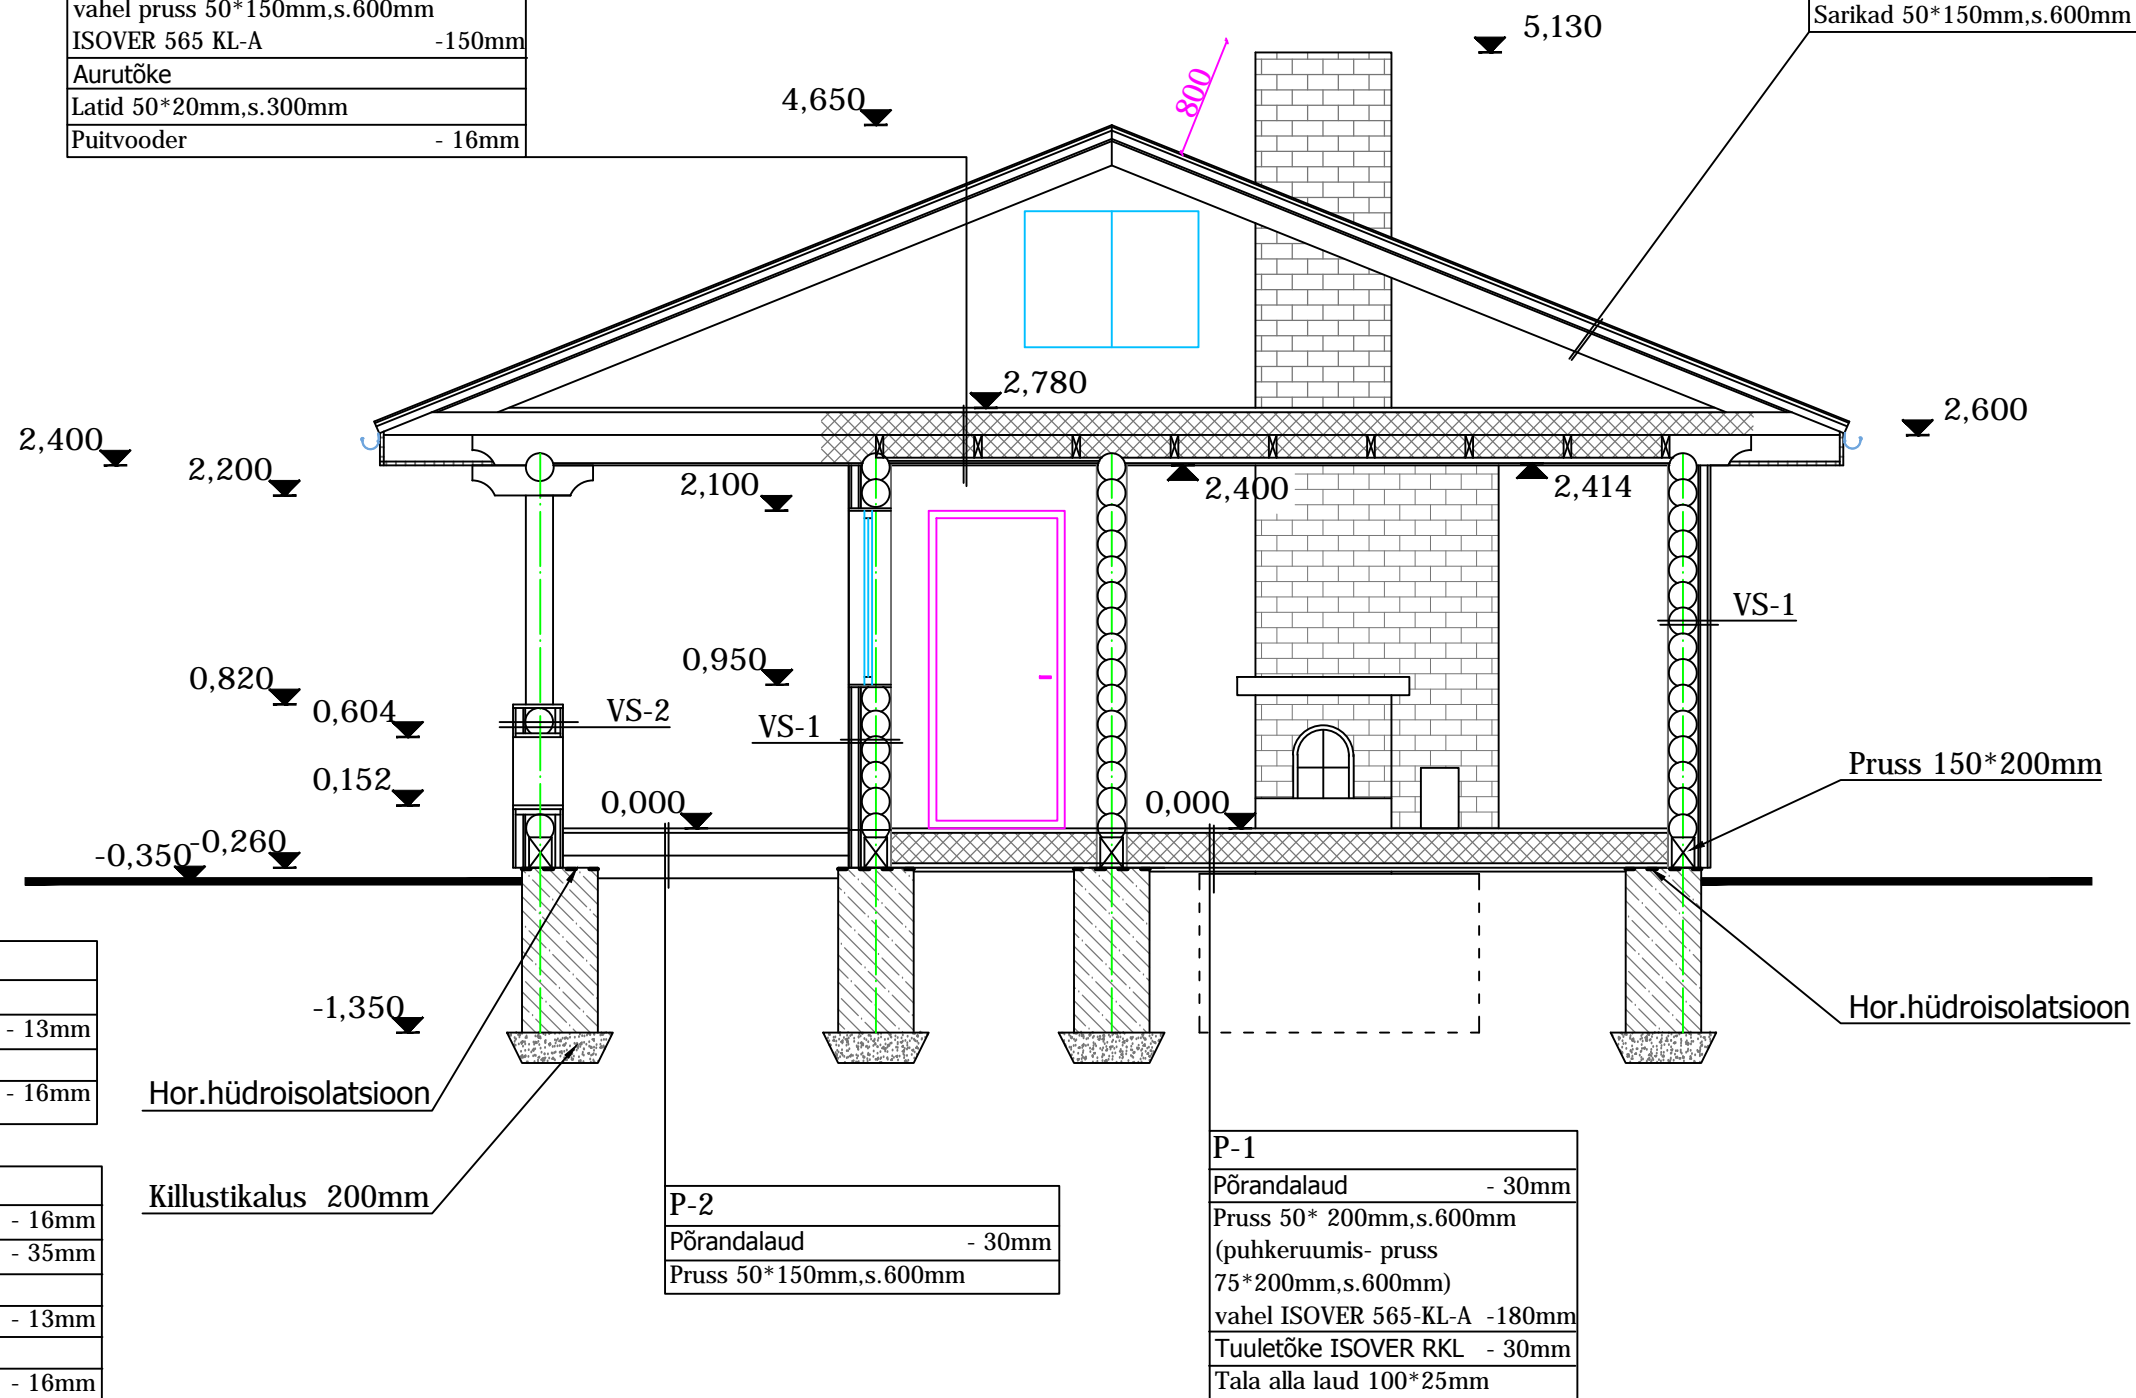 vahel pruss 50*150mm,s.600mm
ISOVER 565 KL-A -150mm
Aurutõke
Latid 50*20mm,s.300mm
Puitvooder - 16mm
Sarikad 50*150mm,s.600mm
5,130
4,650
800
2,780
2,600
2,400
2,200
2,100
2,400
2,414
VS-1
0,950
0,820
0,604
VS-2
VS-1
Pruss 150*200mm
0,152
0,000
0,000
-0,260
-0,350
-1,350
Hor.hüdroisolatsioon
- 13mm
- 16mm
Hor.hüdroisolatsioon
Killustikalus 200mm
- 16mm
- 35mm
- 13mm
- 16mm
P-2
Põrandalaud - 30mm
Pruss 50*150mm,s.600mm
P-1
Põrandalaud - 30mm
Pruss 50* 200mm,s.600mm
(puhkeruumis- pruss
75*200mm,s.600mm)
vahel ISOVER 565-KL-A -180mm
Tuuletõke ISOVER RKL - 30mm
Tala alla laud 100*25mm